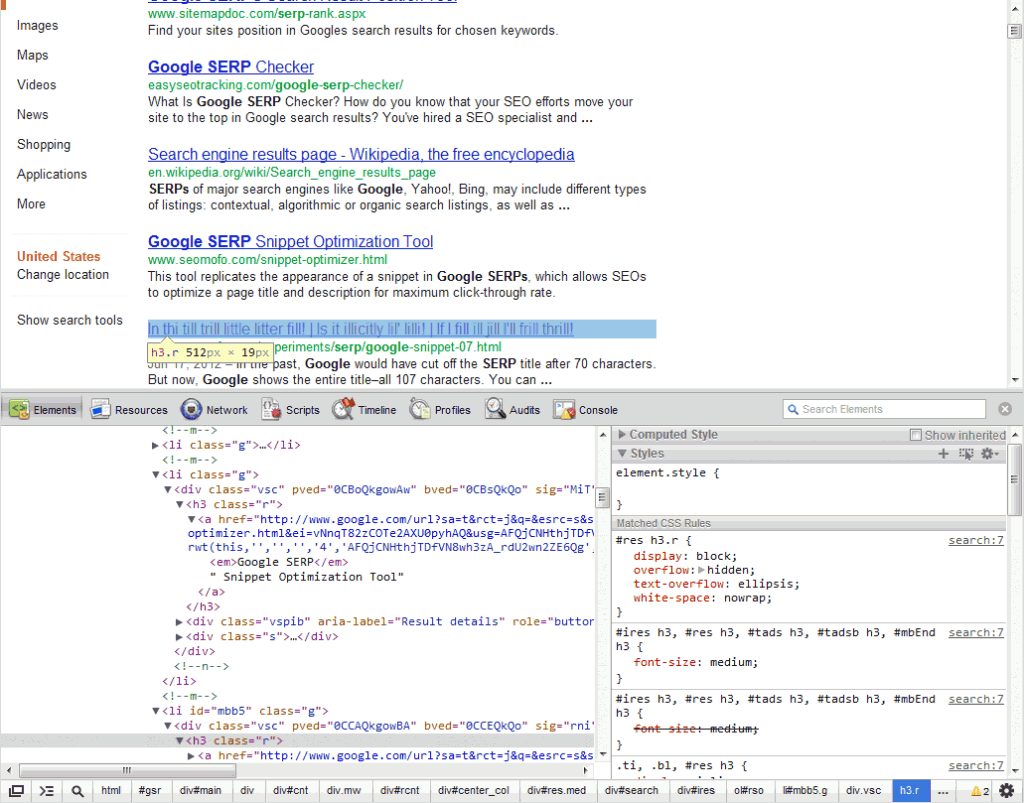 Google SERP's Search Result Position Tool
www.sitemapdoc.com/serp-rank.aspx
Find your sites position in Googles search results for chosen keywords.
Images
Maps
Videos
News
Shopping
Applications
More
United States
Change location
Show search tools
Google SERP Checker
easyseotracking.com/google-serp-checker/
What Is Google SERP Checker? How do you know that your SEO efforts move your
site to the top in Google search results? You've hired a SEO specialist and ...
Search engine results page - Wikipedia, the free encyclopedia
en.wikipedia.org/wiki/Search_engine_results_page
SERPs of major search engines like Google, Yahoo!, Bing, may include different types
of listings: contextual, algorithmic or organic search listings, as well as ...
Google SERP Snippet Optimization Tool
www.seomofo.com/snippet-optimizer.html
This tool replicates the appearance of a snippet in Google SERPs, which allows SEOs
to optimize a page title and description for maximum click-through rate.
In thi till trill little litter fill! | Is it illicitly lil' lilli! | If I fill ill jill I'll frill thrill!
periments/serp/google-snippet-07.html
h3.r 512px × 19px
Jun 17, 2012 – In the past, Google would have cut off the SERP title after 70 characters.
But now, Google shows the entire title–all 107 characters. You can ...
Elements Resources Network Scripts Timeline Profiles Audits Console Search Elements
<!--m-->
▶<li class="g">…</li>
<!--m-->
▼<li class="g">
▼<div class="vsc" pved="0CBoQkgowAw" bved="0CBsQkQo" sig="MiT"
▼<h3 class="r">
▼<a href="http://www.google.com/url?sa=t&rct=j&q=&esrc=s&s
optimizer.html&ei=vNnqT82zCOTe2AXU0pyhAQ&usg=AFQjCNHthjTDfV
rwt(this,'','','','4','AFQjCNHthjTDfVN8wh3zA_rdU2wn2ZE6Qg',
<em>Google SERP</em>
" Snippet Optimization Tool"
</a>
</h3>
▶<div class="vspib" aria-label="Result details" role="button
▶<div class="s">…</div>
</div>
<!--n-->
</li>
<!--m-->
▼<li id="mbb5" class="g">
▼<div class="vsc" pved="0CCAQkgowBA" bved="0CCEQkQo" sig="rni"
▼<h3 class="r">
▶<a href="http://www.google.com/url?sa=t&rct=j&q=&esrc=s&s
▶ Computed Style Show inherited
▼ Styles
element.style {
}
Matched CSS Rules
#res h3.r { search:7
display: block;
overflow:▶hidden;
text-overflow: ellipsis;
white-space: nowrap;
}
#ires h3, #res h3, #tads h3, #tadsb h3, #mbEnd search:7
h3 {
font-size: medium;
}
#ires h3, #res h3, #tads h3, #tadsb h3, #mbEnd search:7
h3 {
font-size: medium;
}
.ti, .bl, #res h3 { search:7
html #gsr div#main div div#cnt div.mw div#rcnt div#center_col div#res.med div#search div#ires ol#rso li#mbb5.g div.vsc h3.r ... 2